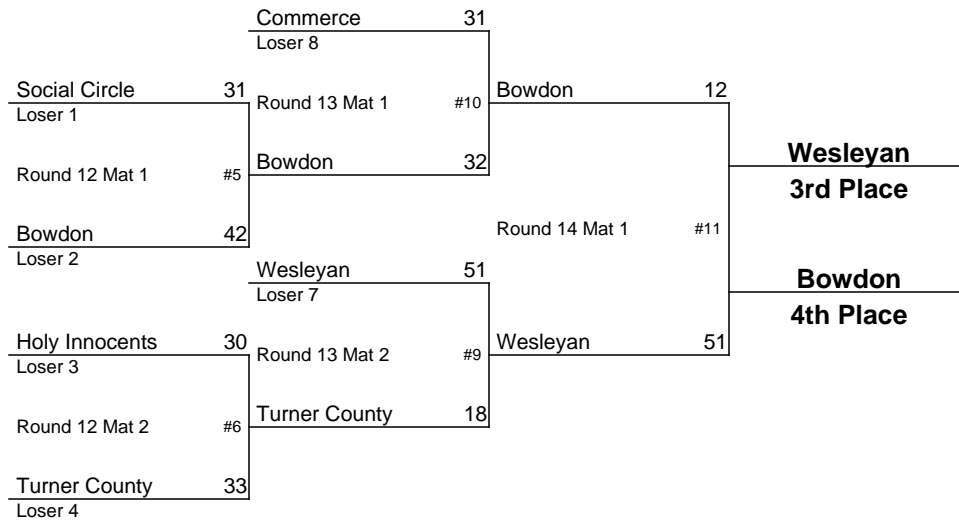 Commerce 31
Loser 8
Social Circle 31
Loser 1
Round 13 Mat 1 #10
Bowdon 12
Round 12 Mat 1 #5
Bowdon 32
Wesleyan
3rd Place
Bowdon 42
Loser 2
Round 14 Mat 1 #11
Wesleyan 51
Loser 7
Bowdon
4th Place
Holy Innocents 30
Loser 3
Round 13 Mat 2 #9
Wesleyan 51
Round 12 Mat 2 #6
Turner County 18
Turner County 33
Loser 4